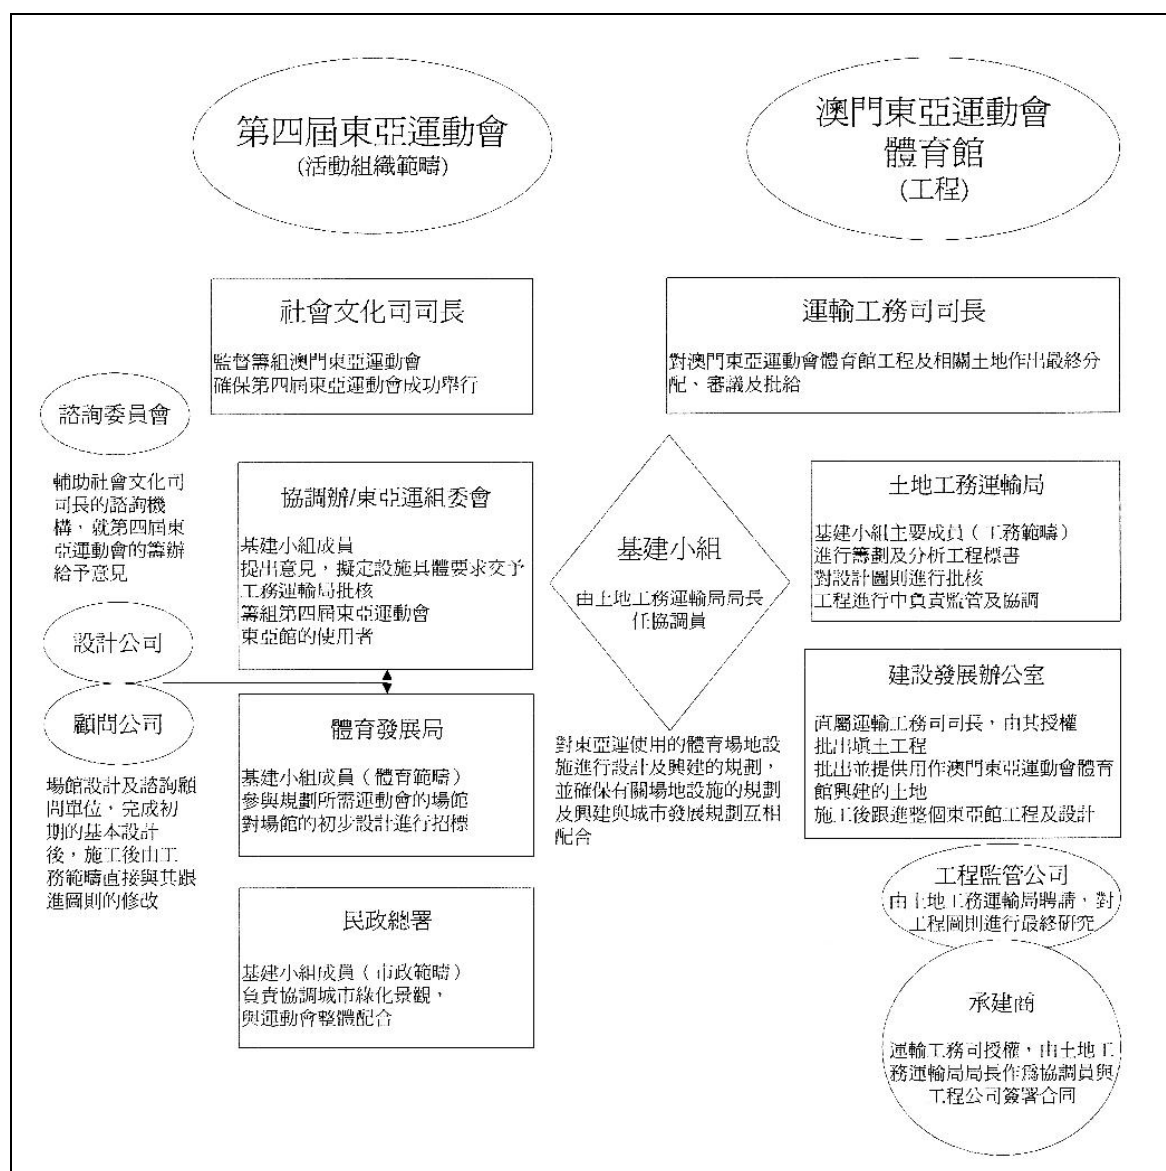 第四屆東亞運動會
(活動組織範疇)
澳門東亞運動會
體育館
(工程)
社會文化司司長
監督籌組澳門東亞運動會
確保第四屆東亞運動會成功舉行
運輸工務司司長
對澳門東亞運動會體育館工程及相關土地作出最終分
配、審議及批給
諮詢委員會
輔助社會文化司
司長的諮詢機
構，就第四屆東
亞運動會的籌辦
給予意見
協調辦/東亞運組委會
基建小組成員
提出意見，擬定設施具體要求交予
工務運輸局批核
籌組第四屆東亞運動會
東亞館的使用者
基建小組
由土地工務運輸局局長
任協調員
對東亞運使用的體育場地設
施進行設計及興建的規劃，
並確保有關場地設施的規劃
及興建與城市發展規劃互相
配合
土地工務運輸局
基建小組主要成員（工務範疇）
進行籌劃及分析工程標書
對設計圖則進行批核
工程進行中負責監管及協調
設計公司
顧問公司
場館設計及諮詢顧
問單位，完成初
期的基本設計
後，施工後由工
務範疇直接與其跟
進圖則的修改
體育發展局
基建小組成員（體育範疇）
參與規劃所需運動會的場館
對場館的初步設計進行招標
建設發展辦公室
直屬運輸工務司司長，由其授權
批出填土工程
批出並提供用作澳門東亞運動會體育
館興建的土地
施工後跟進整個東亞館工程及設計
民政總署
基建小組成員（市政範疇）
負責協調城市綠化景觀，
與運動會整體配合
工程監管公司
由土地工務運輸局聘請，對
工程圖則進行最終研究
承建商
運輸工務司授權，由土地工
務運輸局局長作爲協調員與
工程公司簽署合同